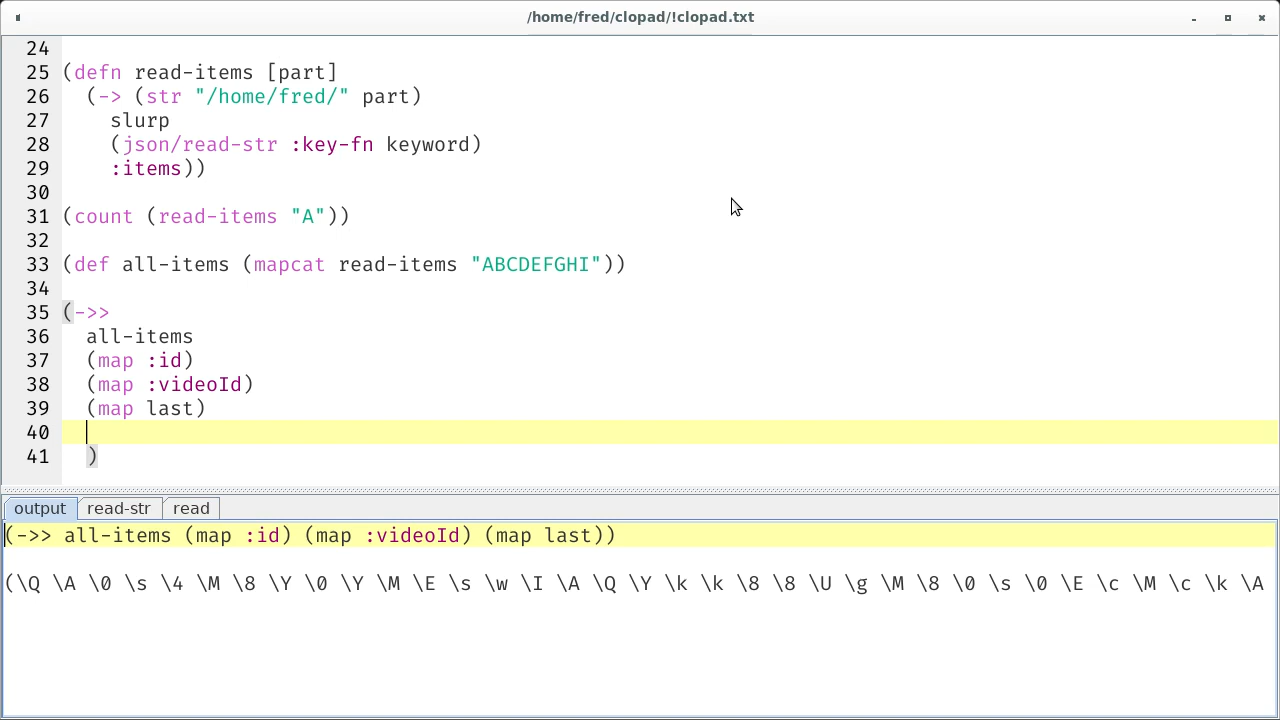 /home/fred/clopad/!clopad.txt
24
25 (defn read-items [part]
26   (-> (str "/home/fred/" part)
27     slurp
28     (json/read-str :key-fn keyword)
29     :items))
30
31 (count (read-items "A"))
32
33 (def all-items (mapcat read-items "ABCDEFGHI"))
34
35 (->>
36   all-items
37   (map :id)
38   (map :videoId)
39   (map last)
40
41   )
output read-str read
(->> all-items (map :id) (map :videoId) (map last))
(\Q \A \0 \s \4 \M \8 \Y \0 \Y \M \E \s \w \I \A \Q \Y \k \k \8 \8 \U \g \M \8 \0 \s \0 \E \c \M \c \k \A